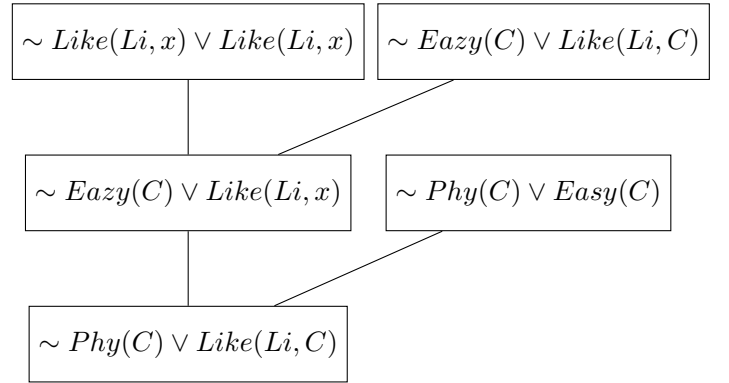 ∼ Like(Li, x) ∨ Like(Li, x)
∼ Eazy(C) ∨ Like(Li, C)
∼ Eazy(C) ∨ Like(Li, x)
∼ Phy(C) ∨ Easy(C)
∼ Phy(C) ∨ Like(Li, C)